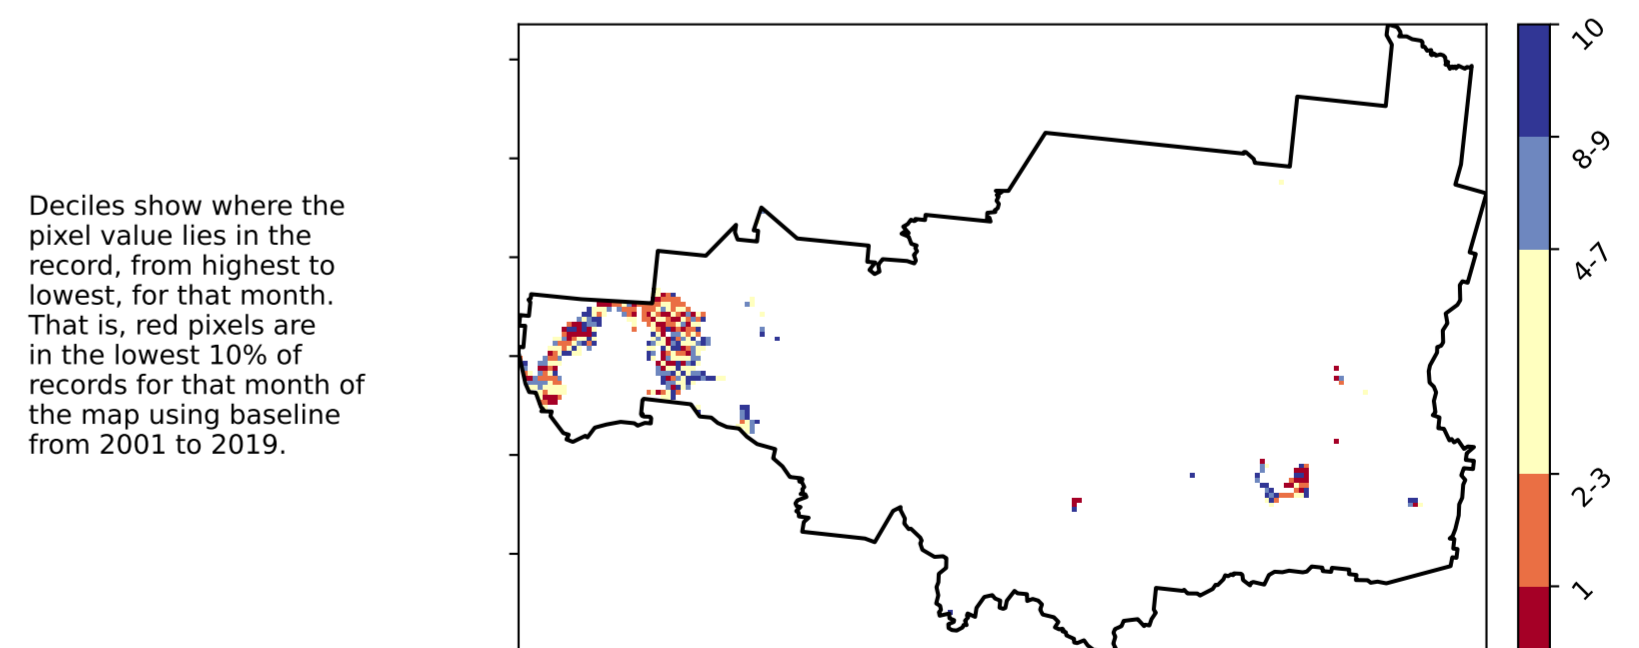 Deciles show where the
pixel value lies in the
record, from highest to
lowest, for that month.
That is, red pixels are
in the lowest 10% of
records for that month of
the map using baseline
from 2001 to 2019.
10
8-9
4-7
2-3
1